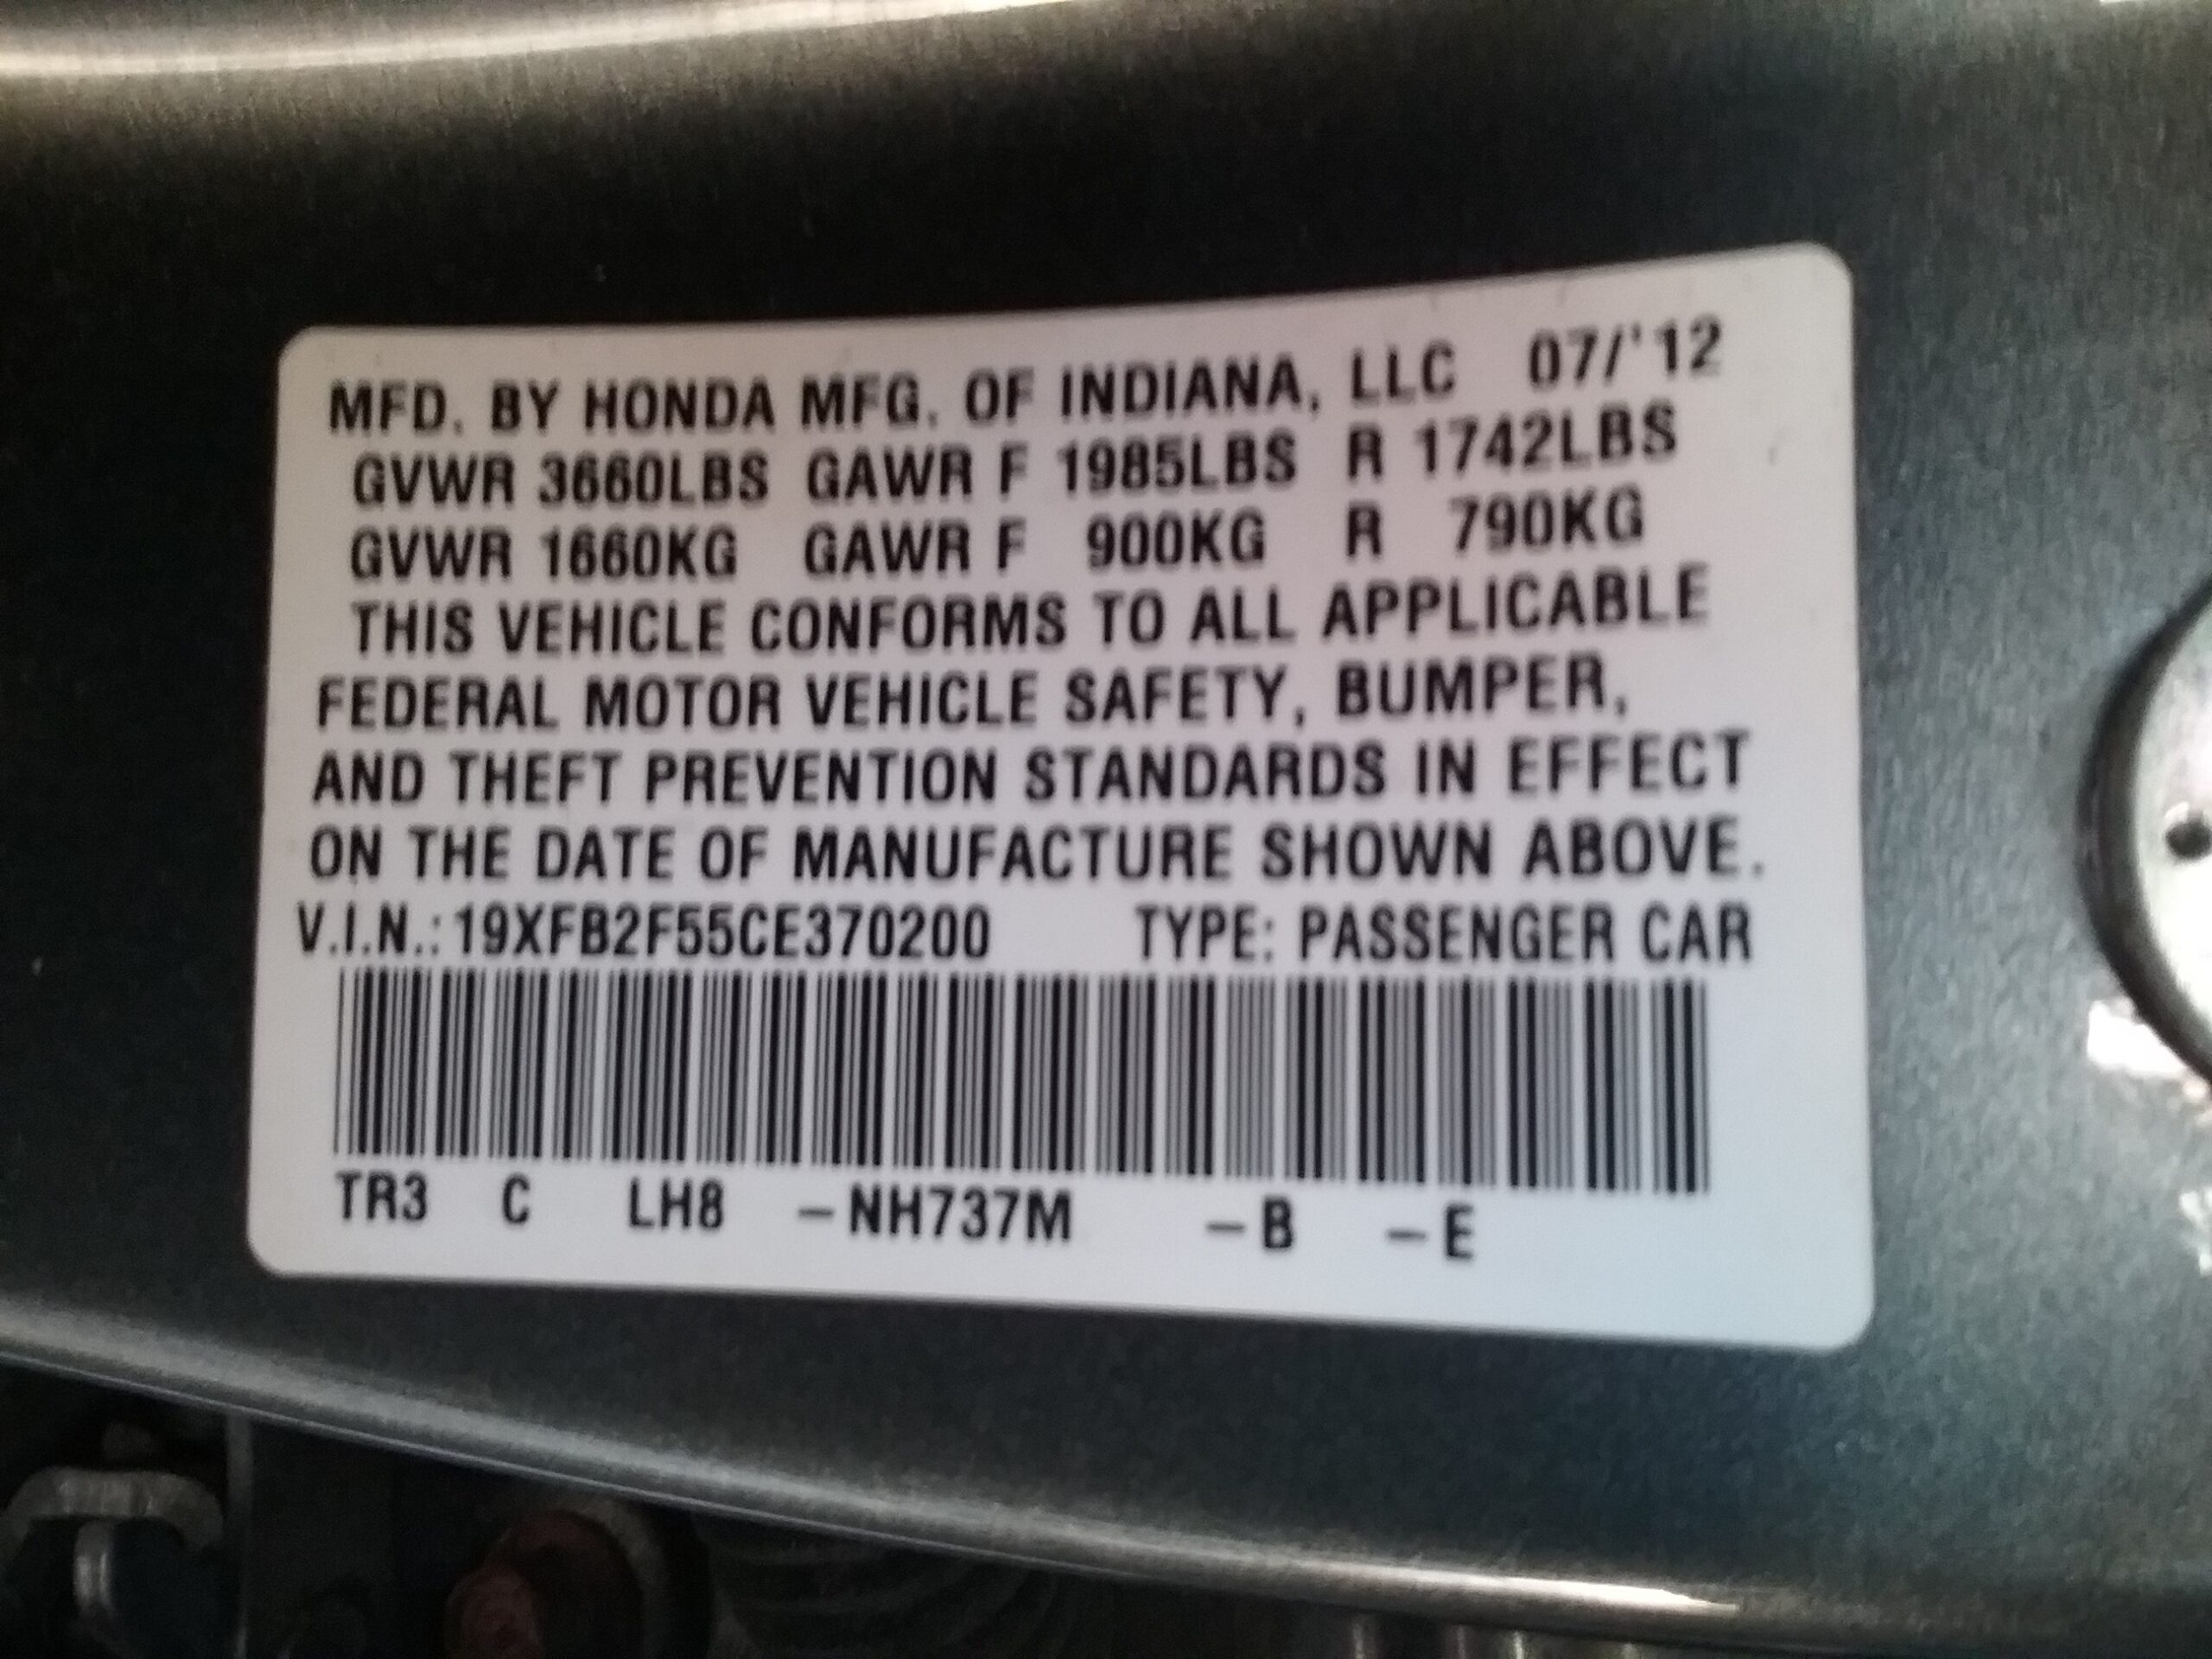 MFD. BY HONDA MFG. OF INDIANA, LLC 07/'12
GVWR 3660LBS GAWR F 1985LBS R 1742LBS
GVWR 1660KG GAWR F 900KG R 790KG
THIS VEHICLE CONFORMS TO ALL APPLICABLE
FEDERAL MOTOR VEHICLE SAFETY, BUMPER,
AND THEFT PREVENTION STANDARDS IN EFFECT
ON THE DATE OF MANUFACTURE SHOWN ABOVE.
V.I.N.: 19XFB2F55CE370200 TYPE: PASSENGER CAR
TR3 C LH8 –NH737M –B –E